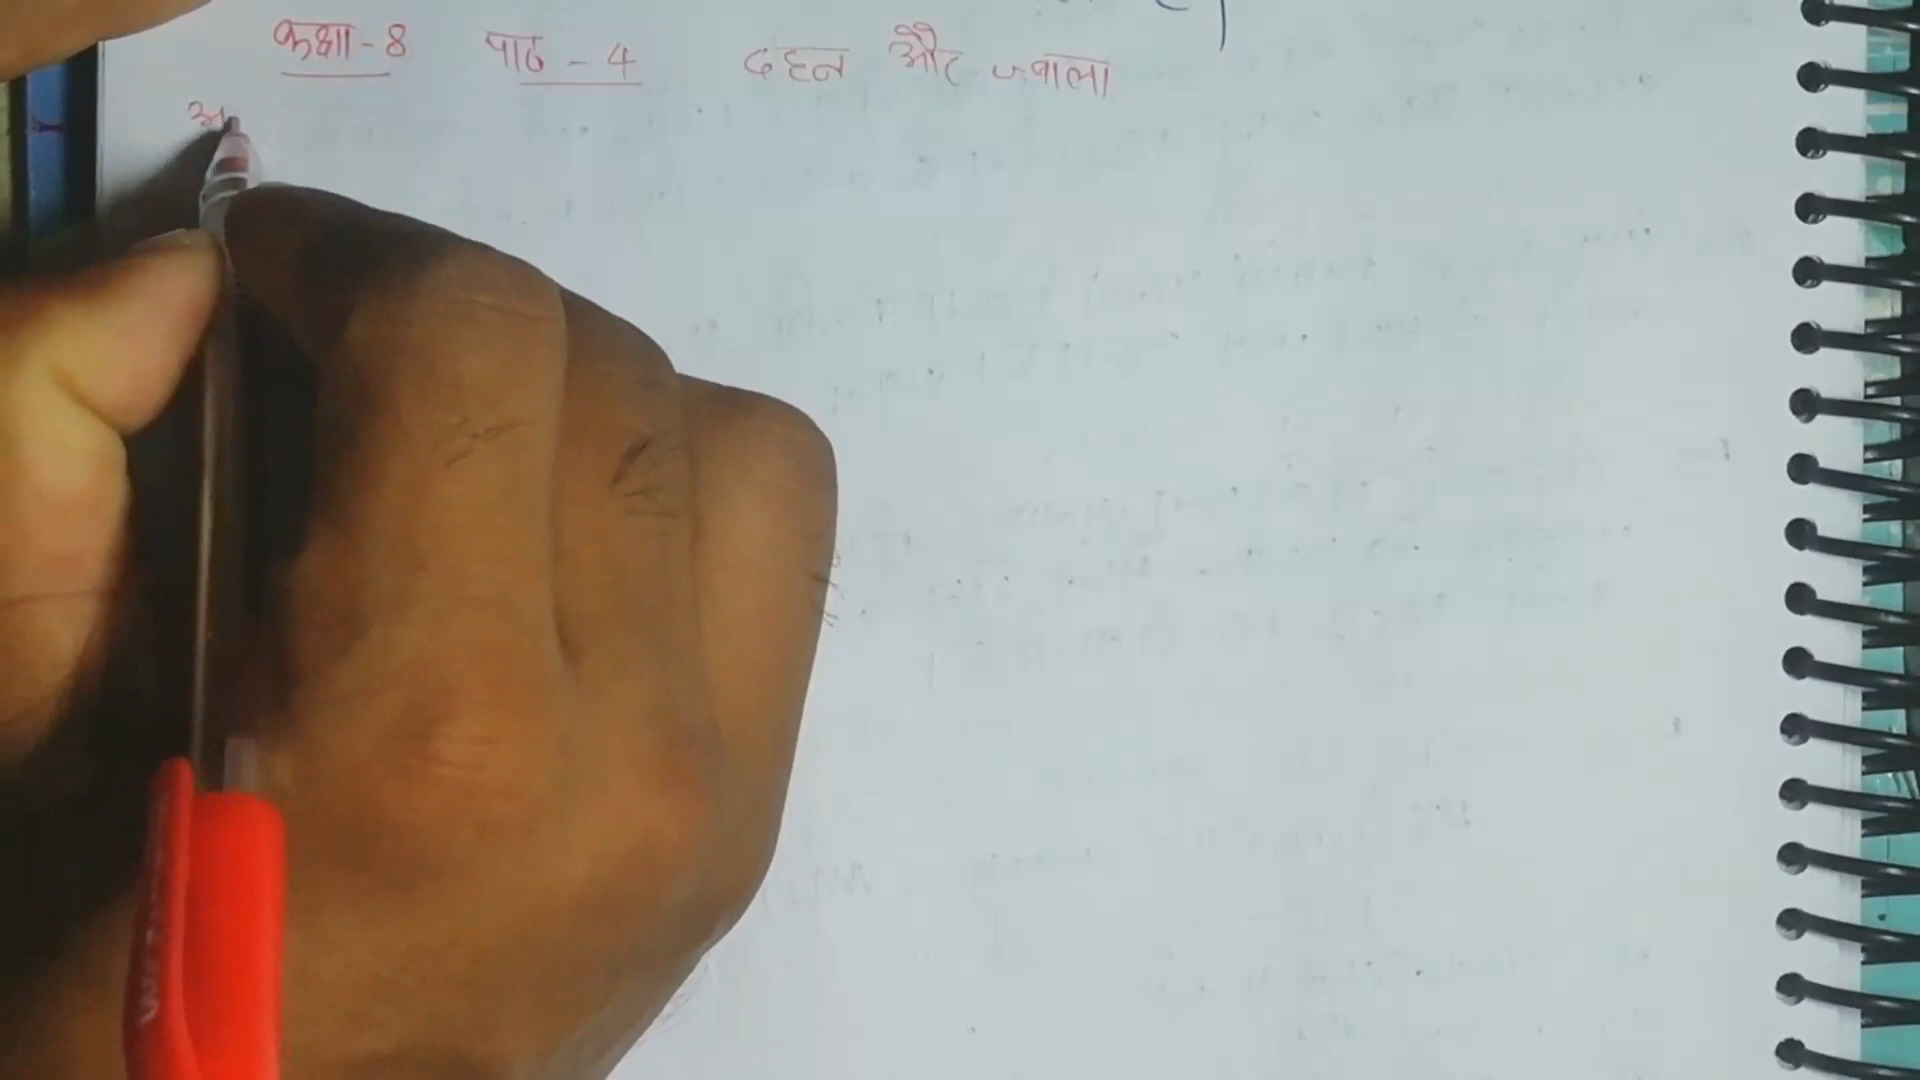 कक्षा - 8 पाठ - 4 दहन और ज्वाला
अ